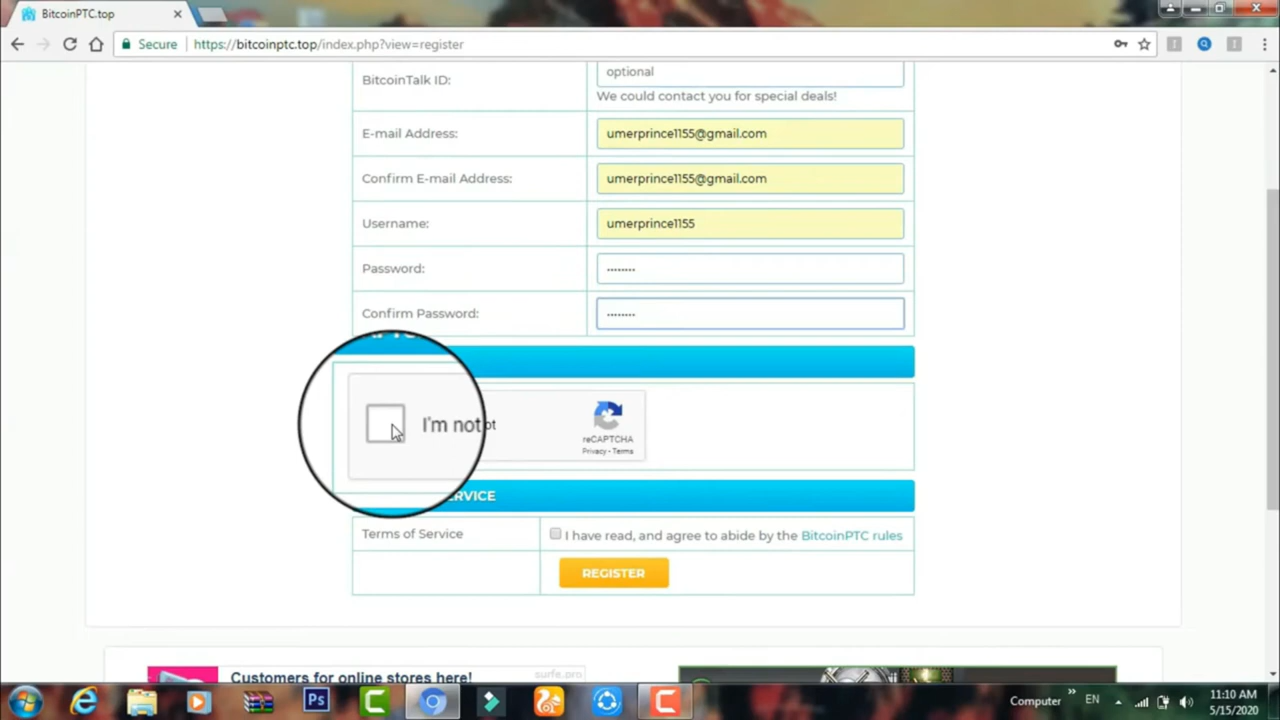 BitcoinPTC.top
Secure https://bitcoinptc.top/index.php?view=register
BitcoinTalk ID:
optional
We could contact you for special deals!
E-mail Address:
umerprince1155@gmail.com
Confirm E-mail Address:
umerprince1155@gmail.com
Username:
umerprince1155
Password:
••••••••
Confirm Password:
••••••••
I'm not
reCAPTCHA
Privacy - Terms
Terms of Service
I have read, and agree to abide by the BitcoinPTC rules
REGISTER
Customers for online stores here!
surfe.pro
Ps
Computer
EN
11:10 AM
5/15/2020